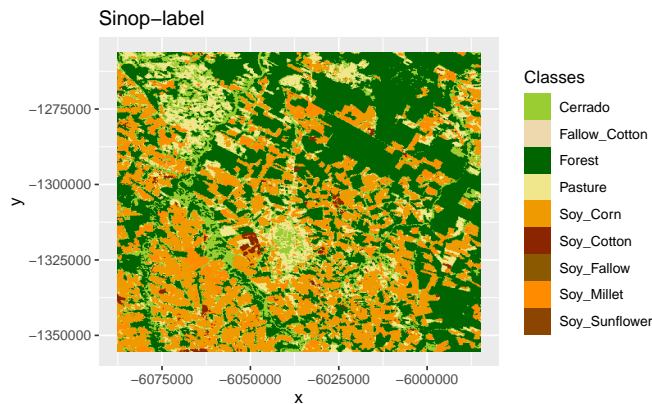 Sinop−label
Classes
Cerrado
Fallow_Cotton
Forest
Pasture
Soy_Corn
Soy_Cotton
Soy_Fallow
Soy_Millet
Soy_Sunflower
y
−1275000
−1300000
−1325000
−1350000
−6075000 −6050000 −6025000 −6000000
x